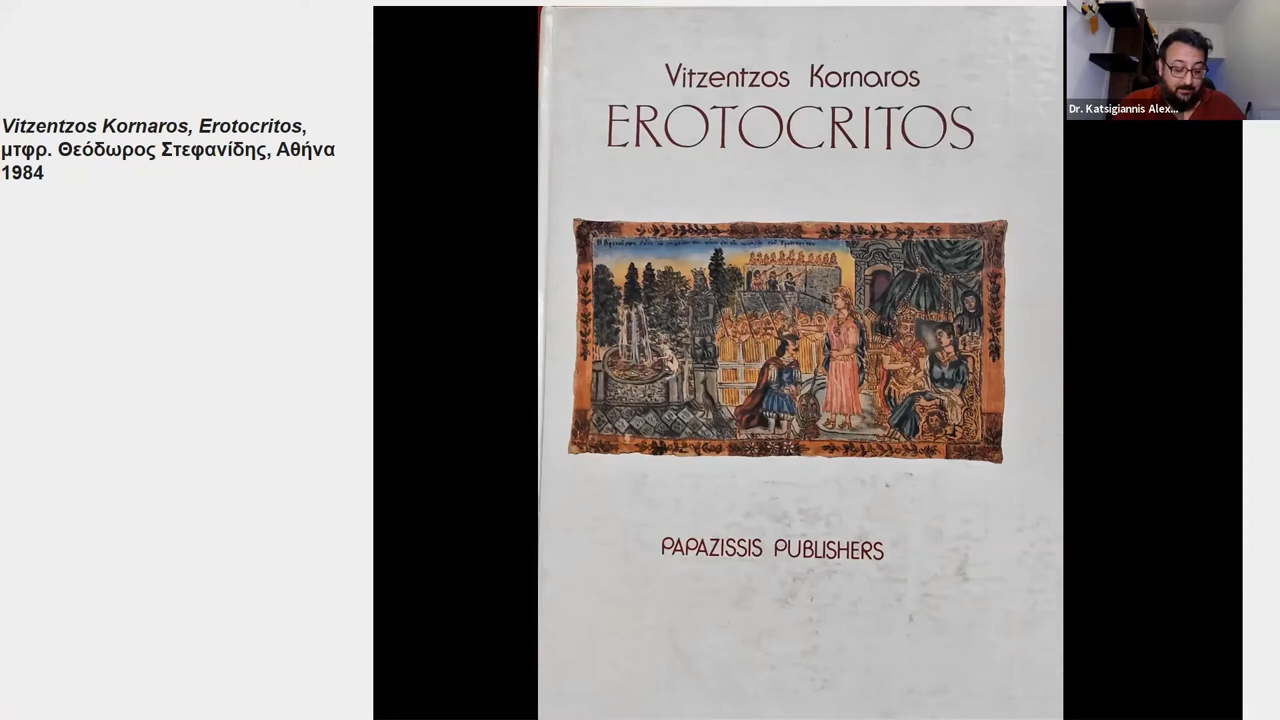 Vitzentzos Kornaros, Erotocritos,
μτφρ. Θεόδωρος Στεφανίδης, Αθήνα
1984
Vitzentzos Kornaros
EROTOCRITOS
PAPAZISSIS PUBLISHERS
Dr. Katsigiannis Alex...